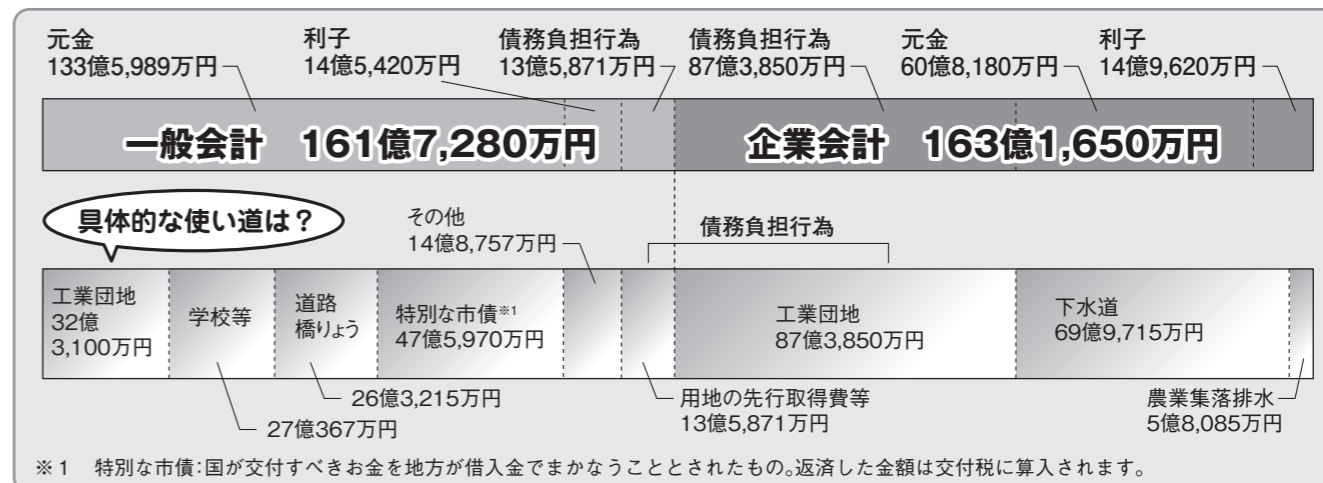 元金
133億5,989万円
利子
14億5,420万円
債務負担行為
13億5,871万円
債務負担行為
87億3,850万円
元金
60億8,180万円
利子
14億9,620万円
一般会計 161億7,280万円
企業会計 163億1,650万円
具体的な使い道は？
その他
14億8,757万円
債務負担行為
工業団地
32億
3,100万円
学校等
道路
橋りょう
特別な市債※1
47億5,970万円
工業団地
87億3,850万円
下水道
69億9,715万円
26億3,215万円
27億367万円
用地の先行取得費等
13億5,871万円
農業集落排水
5億8,085万円
※1 特別な市債：国が交付すべきお金を地方が借入金でまかなうこととされたもの。返済した金額は交付税に算入されます。